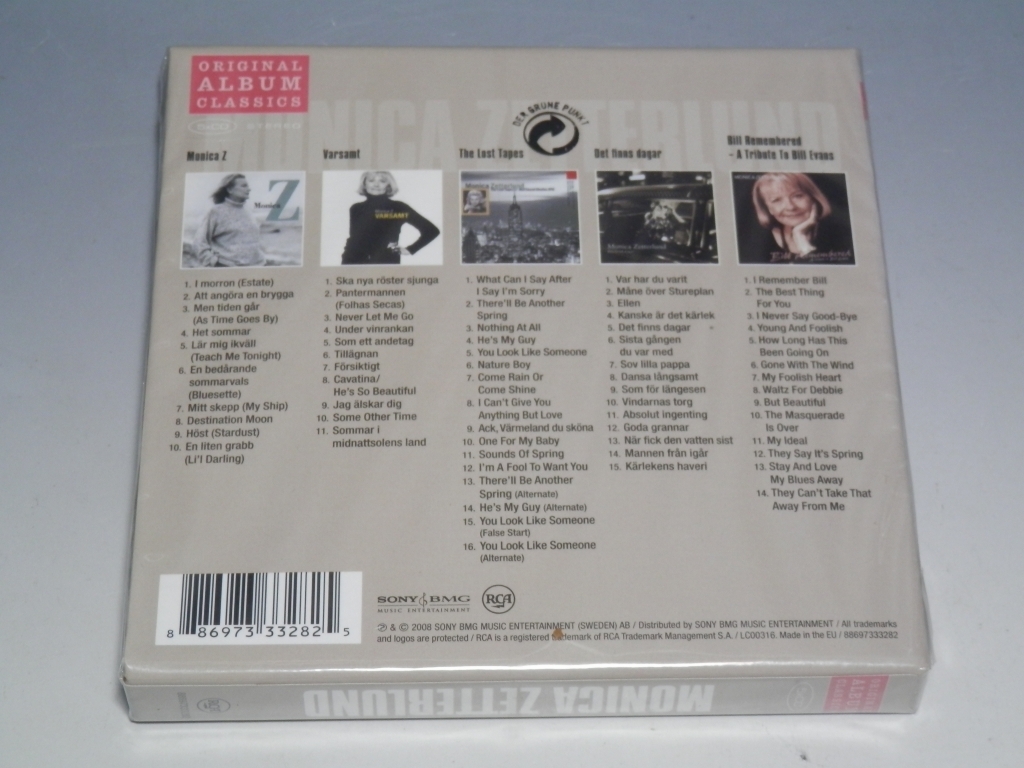 ORIGINAL
ALBUM
CLASSICS
STEREO
MONICA ZETTERLUND
DER GRÜNE PUNKT
Monica Z
Monica
Z
1. I morron (Estate)
2. Att angöra en brygga
3. Men tiden går
(As Time Goes By)
4. Het sommar
5. Lär mig ikväll
(Teach Me Tonight)
6. En bedårande
sommarvals
(Bluesette)
7. Mitt skepp (My Ship)
8. Destination Moon
9. Höst (Stardust)
10. En liten grabb
(Li'l Darling)
Varsamt
VARSAMT
1. Ska nya röster sjunga
2. Pantermannen
(Folhas Secas)
3. Never Let Me Go
4. Under vinrankan
5. Som ett andetag
6. Tillägnan
7. Försiktigt
8. Cavatina/
He's So Beautiful
9. Jag älskar dig
10. Some Other Time
11. Sommar i
midnattsolens land
The Lost Tapes
Monica Zetterlund
1. What Can I Say After
I Say I'm Sorry
2. There'll Be Another
Spring
3. Nothing At All
4. He's My Guy
5. You Look Like Someone
6. Nature Boy
7. Come Rain Or
Come Shine
8. I Can't Give You
Anything But Love
9. Ack, Värmeland du sköna
10. One For My Baby
11. Sounds Of Spring
12. I'm A Fool To Want You
13. There'll Be Another
Spring (Alternate)
14. He's My Guy (Alternate)
15. You Look Like Someone
(False Start)
16. You Look Like Someone
(Alternate)
Det finns dagar
Monica Zetterlund
1. Var har du varit
2. Måne över Stureplan
3. Ellen
4. Kanske är det kärlek
5. Det finns dagar
6. Sista gången
du var med
7. Sov lilla pappa
8. Dansa långsamt
9. Som för längesen
10. Vindarnas torg
11. Absolut ingenting
12. Goda grannar
13. När fick den vatten sist
14. Mannen från igår
15. Kärlekens haveri
Bill Remembered
- A Tribute To Bill Evans
Bill Remembered
1. I Remember Bill
2. The Best Thing
For You
3. I Never Say Good-Bye
4. Young And Foolish
5. How Long Has This
Been Going On
6. Gone With The Wind
7. My Foolish Heart
8. Waltz For Debbie
9. But Beautiful
10. The Masquerade
Is Over
11. My Ideal
12. They Say It's Spring
13. Stay And Love
My Blues Away
14. They Can't Take That
Away From Me
8 86973 33282 5
SONY BMG
MUSIC ENTERTAINMENT
RCA
℗ & © 2008 SONY BMG MUSIC ENTERTAINMENT (SWEDEN) AB / Distributed by SONY BMG MUSIC ENTERTAINMENT / All trademarks
and logos are protected / RCA is a registered trademark of RCA Trademark Management S.A. / LC00316. Made in the EU / 88697333282
MONICA ZETTERLUND
ORIGINAL
ALBUM
CLASSICS